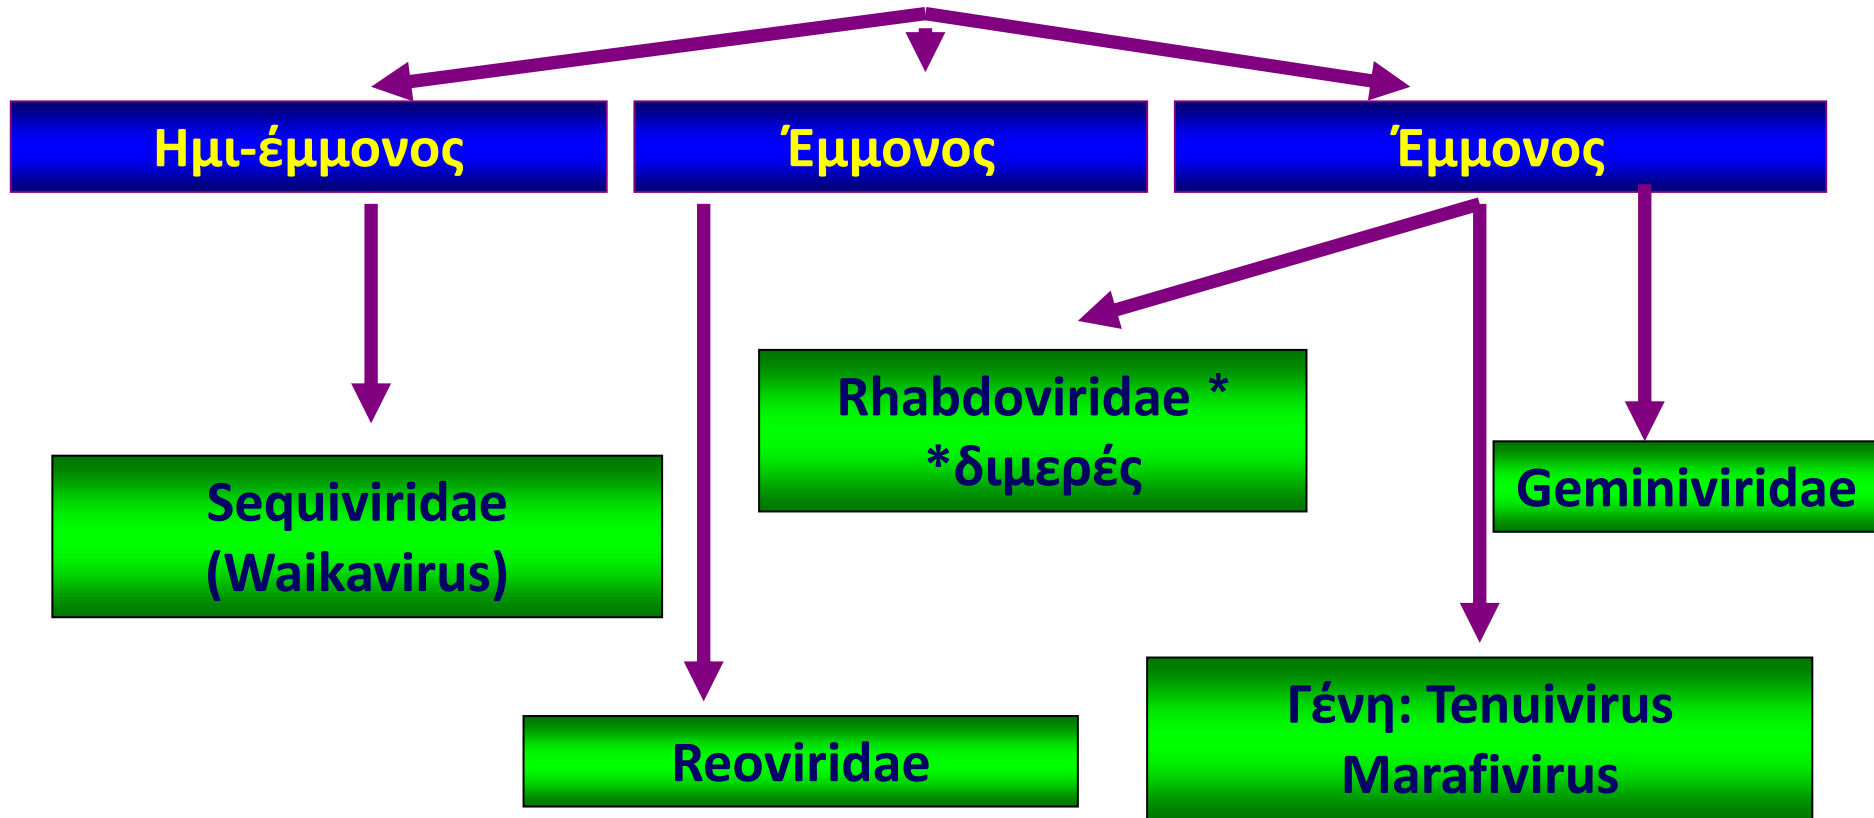 Ημι-έμμονος
Έμμονος
Έμμονος
Rhabdoviridae *
*διμερές
Geminiviridae
Sequiviridae
(Waikavirus)
Γένη: Tenuivirus
Marafivirus
Reoviridae